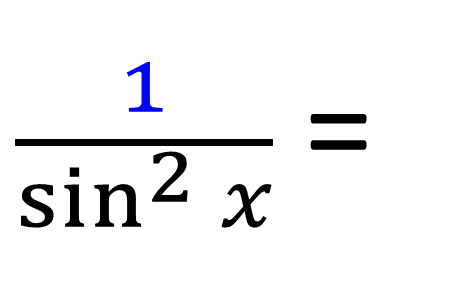 1
sin² x =